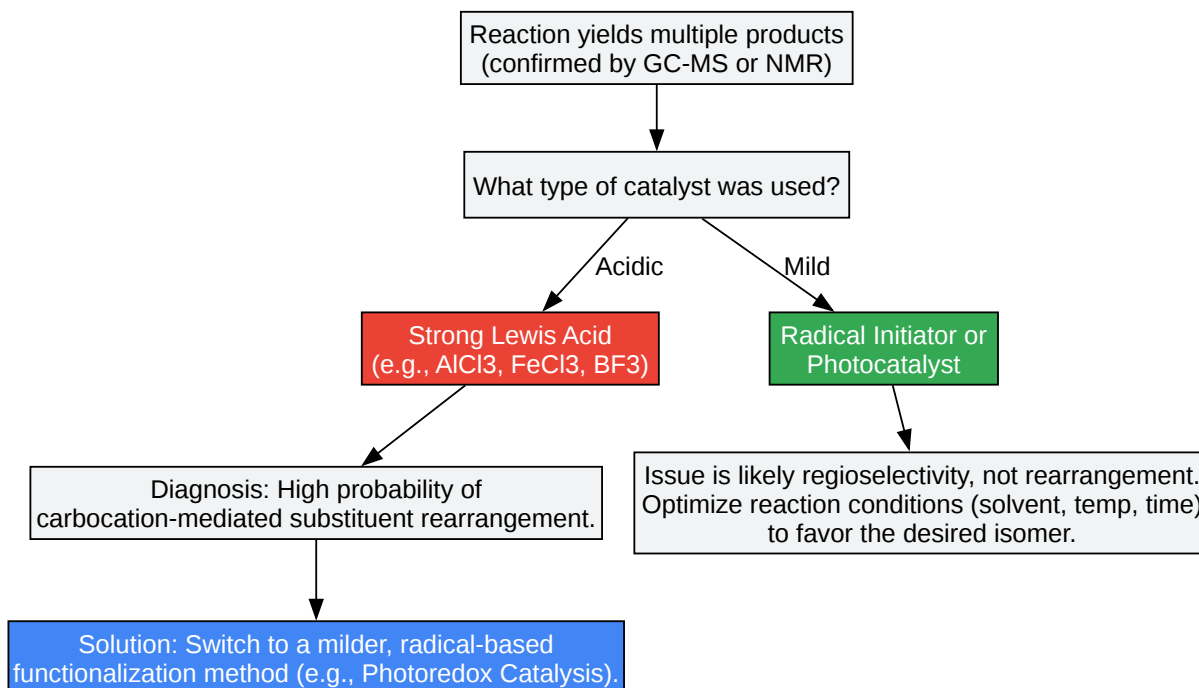 Reaction yields multiple products
(confirmed by GC-MS or NMR)
What type of catalyst was used?
Acidic
Mild
Strong Lewis Acid
(e.g., AlCl3, FeCl3, BF3)
Radical Initiator or
Photocatalyst
Diagnosis: High probability of
carbocation-mediated substituent rearrangement.
Issue is likely regioselectivity, not rearrangement.
Optimize reaction conditions (solvent, temp, time)
to favor the desired isomer.
Solution: Switch to a milder, radical-based
functionalization method (e.g., Photoredox Catalysis).